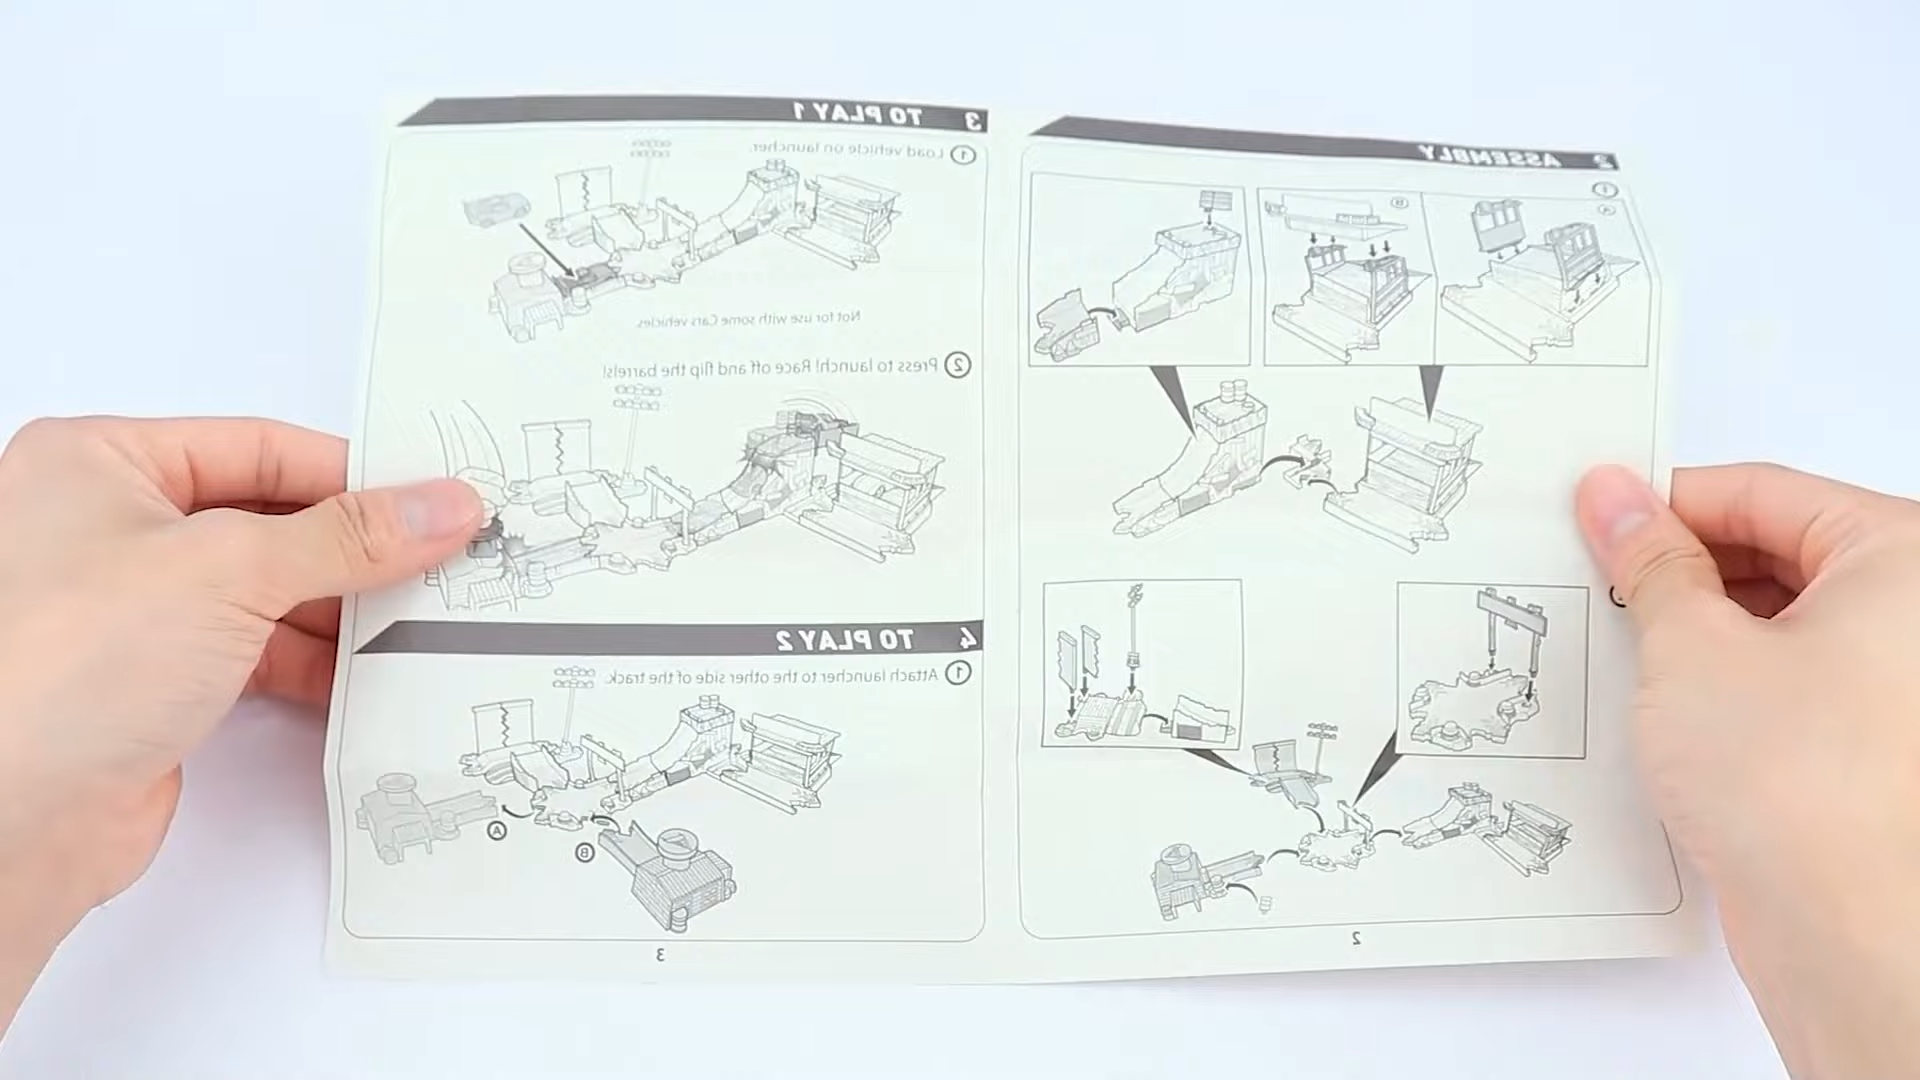 2 ASSEMBLY
1
A
B
2
3 TO PLAY 1
1 Load vehicle on launcher.
Not for use with some Cars vehicles.
2 Press to launch! Race off and flip the barrels!
4 TO PLAY 2
1 Attach launcher to the other side of the track.
A
B
3